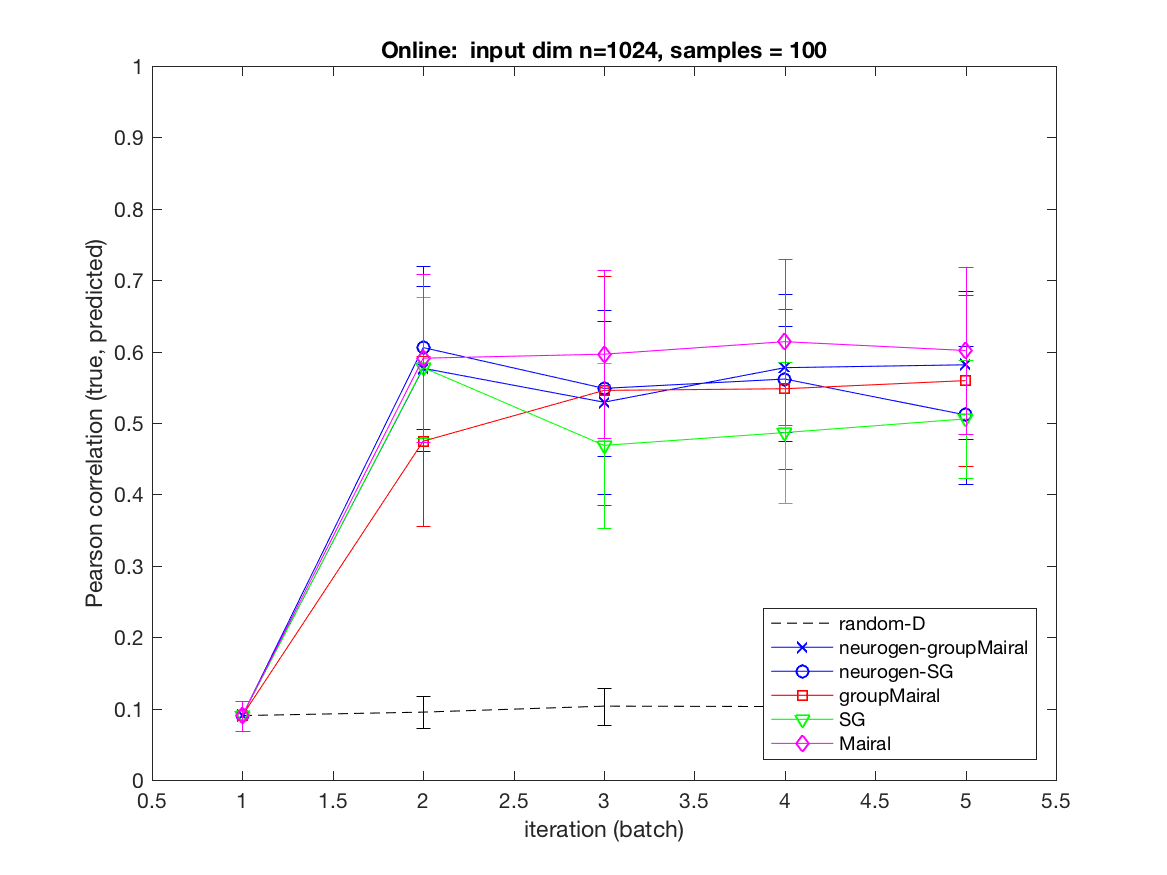 Online:  input dim n=1024, samples = 100
1
0.9
0.8
0.7
0.6
0.5
0.4
0.3
0.2
0.1
0
Pearson correlation (true, predicted)
random-D
neurogen-groupMairal
neurogen-SG
groupMairal
SG
Mairal
0.5 1 1.5 2 2.5 3 3.5 4 4.5 5 5.5
iteration (batch)